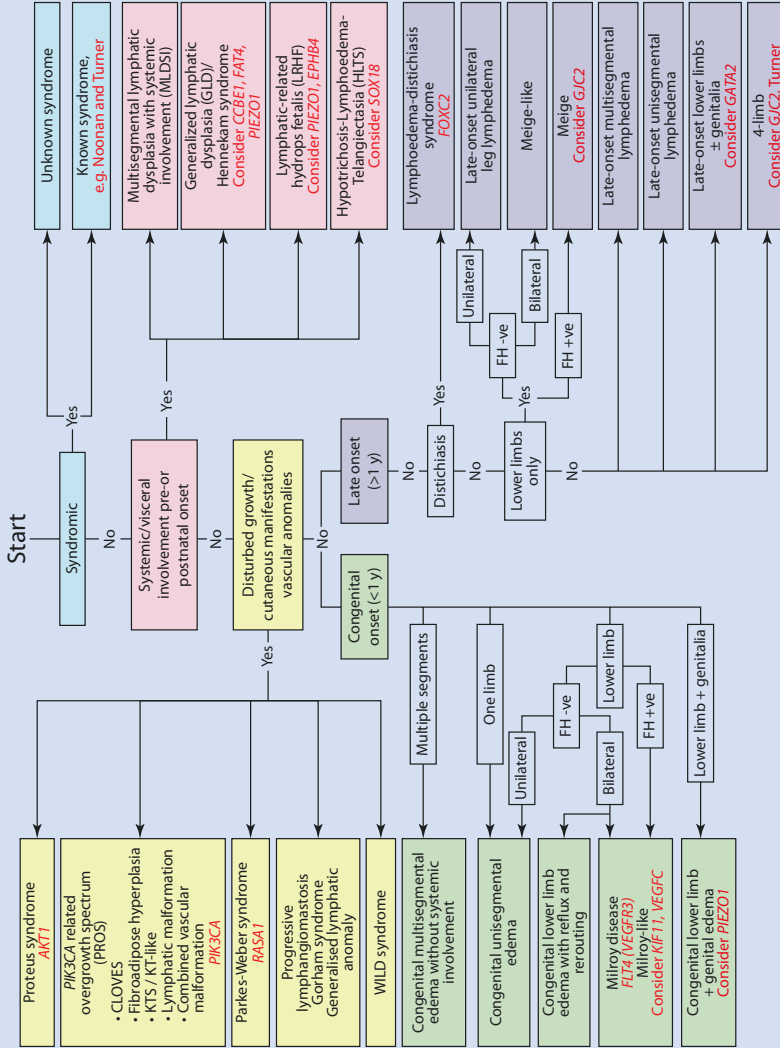 Start
Syndromic
Yes
Unknown syndrome
Known syndrome,
e.g. Noonan and Turner
No
Systemic/visceral
involvement pre-or
postnatal onset
Yes
Multisegmental lymphatic
dysplasia with systemic
involvement (MLDSI)
Generalized lymphatic
dysplasia (GLD)/
Hennekam syndrome
Consider CCBE1, FAT4,
PIEZO1
Lymphatic-related
hydrops fetalis (LRHF)
Consider PIEZO1, EPHB4
Hypotrichosis-Lymphoedema-
Telangiectasia (HLTS)
Consider SOX18
No
Disturbed growth/
cutaneous manifestations
vascular anomalies
Yes
Proteus syndrome
AKT1
PIK3CA related
overgrowth spectrum
(PROS)
• CLOVES
• Fibroadipose hyperplasia
• KTS / KT-like
• Lymphatic malformation
• Combined vascular
malformation
PIK3CA
Parkes-Weber syndrome
RASA1
Progressive
lymphangiomastosis
Gorham syndrome
Generalised lymphatic
anomaly
WILD syndrome
No
Congenital
onset (<1 y)
Multiple segments
Congenital multisegmental
edema without systemic
involvement
One limb
Congenital unisegmental
edema
Lower limb
FH -ve
Unilateral
Bilateral
Congenital lower limb
edema with reflux and
rerouting
FH +ve
Milroy disease
FLT4 (VEGFR3)
Milroy-like
Consider KIF11, VEGFC
Lower limb + genitalia
Congenital lower limb
+ genital edema
Consider PIEZO1
Late onset
(>1 y)
No
Distichiasis
Yes
Lymphoedema-distichiasis
syndrome
FOXC2
No
Lower limbs
only
Yes
FH -ve
Unilateral
Late-onset unilateral
leg lymphedema
Bilateral
Meige-like
FH +ve
Meige
Consider GJC2
No
Late-onset multisegmental
lymphedema
Late-onset unisegmental
lymphedema
Late-onset lower limbs
± genitalia
Consider GATA2
4-limb
Consider GJC2, Turner